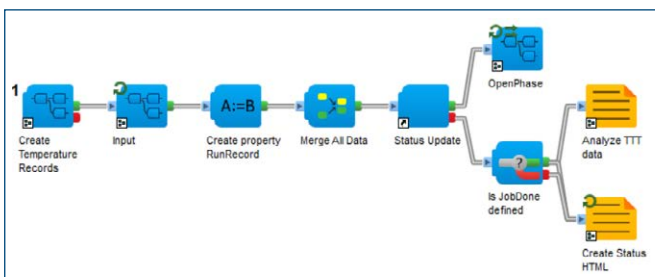 1
A:=B
?
OpenPhase
Create
Temperature
Records
Input
Create property
RunRecord
Merge All Data
Status Update
Is JobDone
defined
Analyze TTT
data
Create Status
HTML